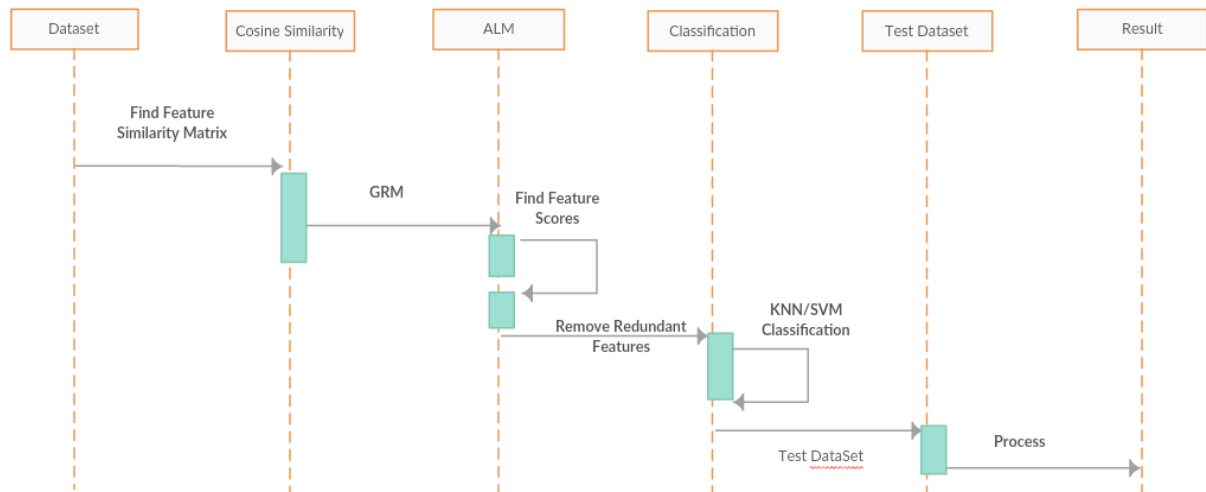 Dataset
Cosine Similarity
ALM
Classification
Test Dataset
Result
Find Feature
Similarity Matrix
GRM
Find Feature
Scores
Remove Redundant
Features
KNN/SVM
Classification
Test DataSet
Process